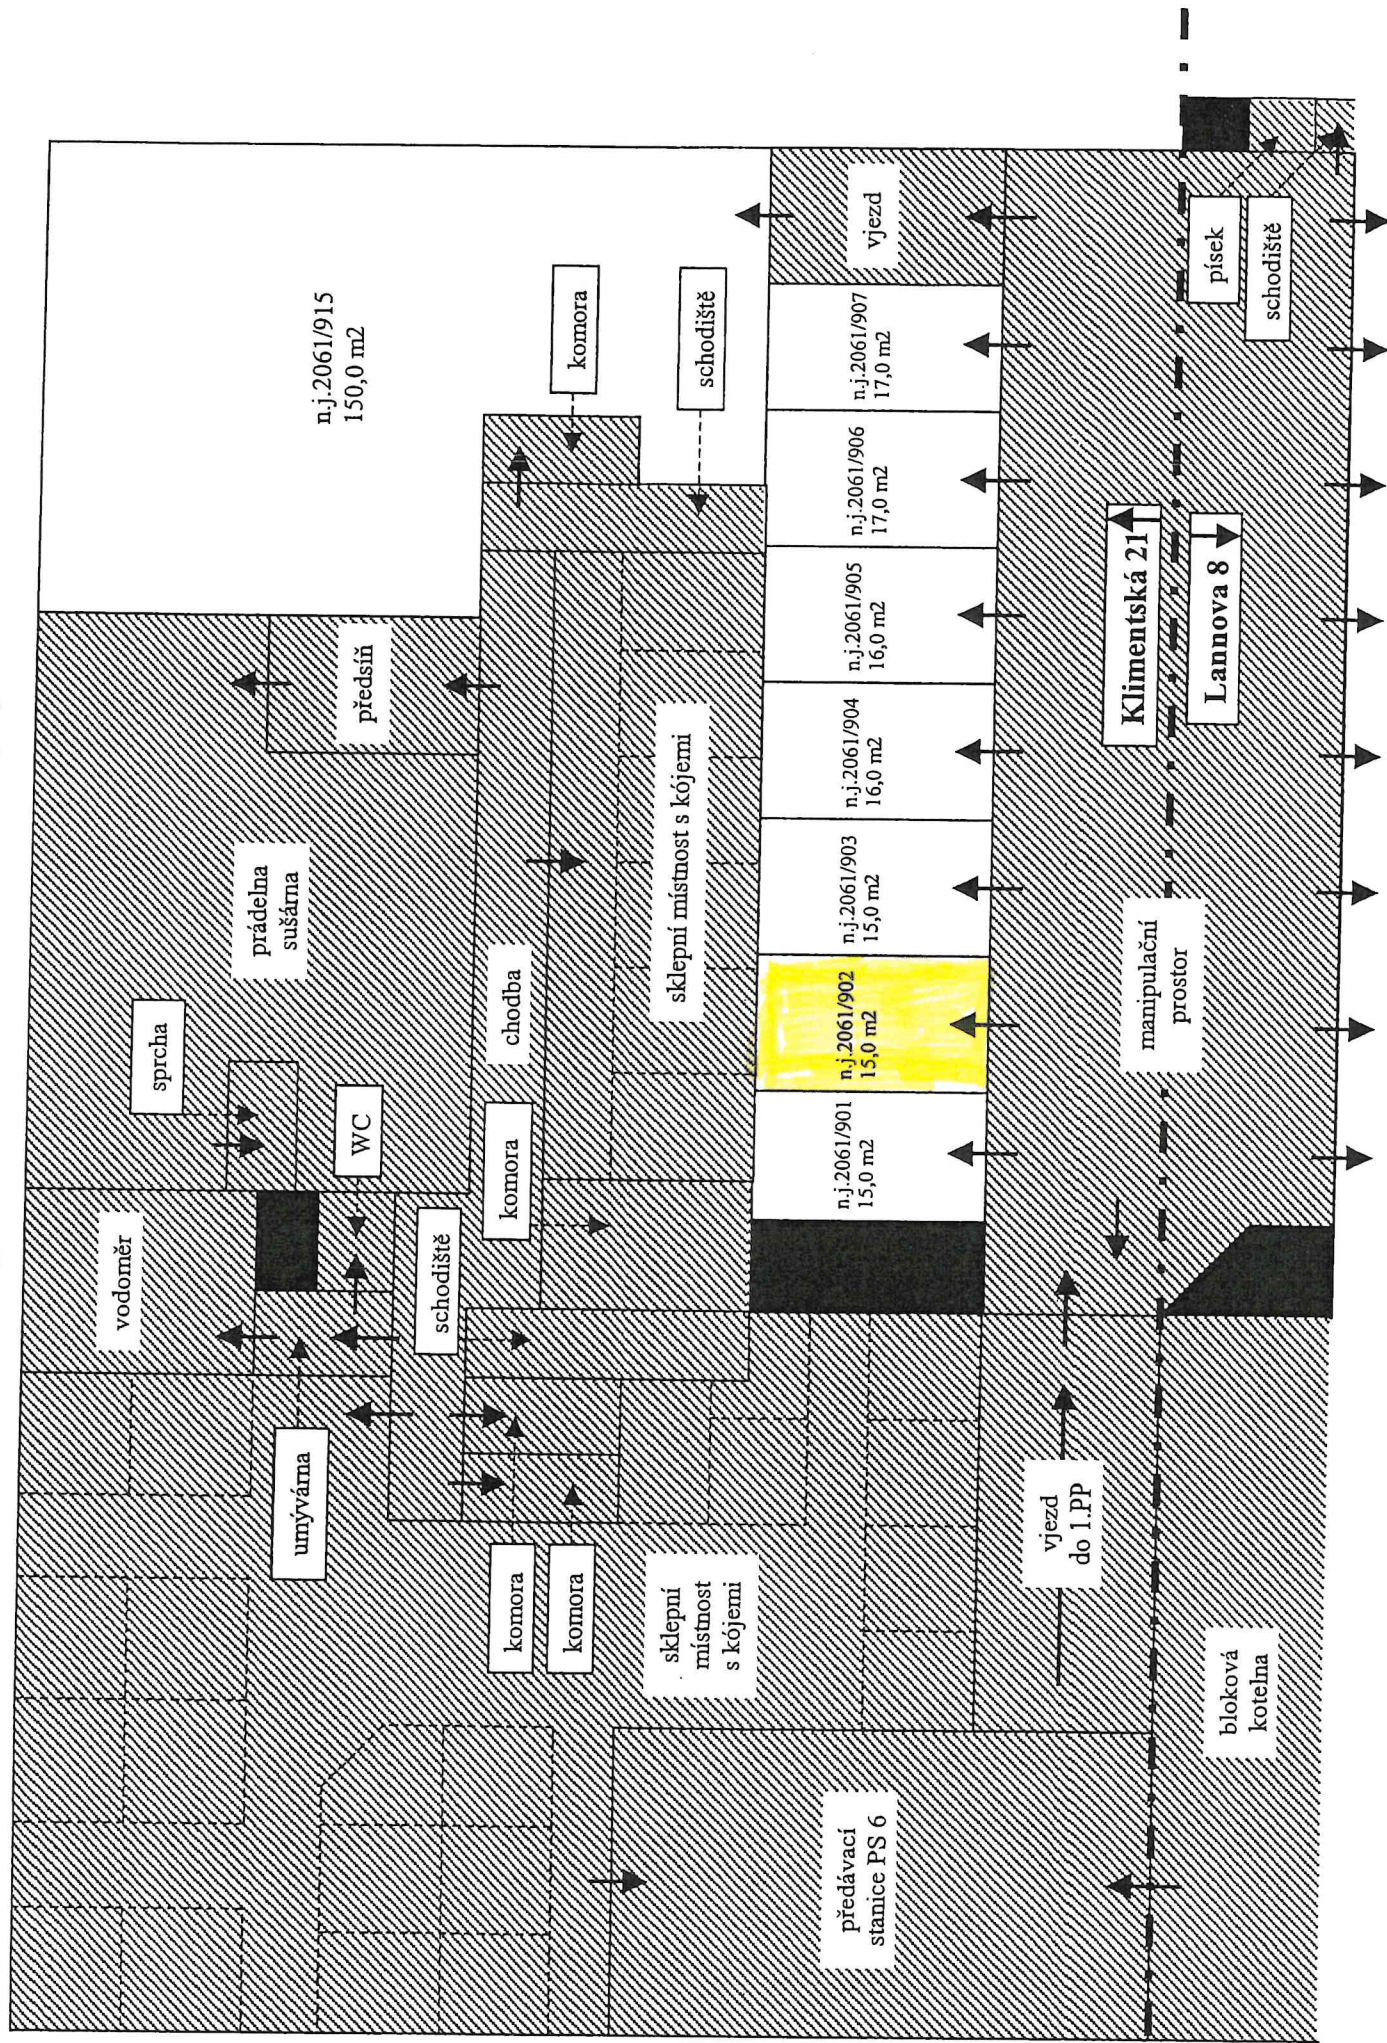 n.j.2061/915
150,0 m2
komora
schodiště
vjezd
písek
schodiště
předsíň
prádelna
sušárna
sprcha
WC
vodoměr
chodba
komora
schodiště
umývárna
komora
komora
sklepní místnost s kójemi
sklepní
místnost
s kójemi
n.j.2061/901
15,0 m2
n.j.2061/902
15,0 m2
n.j.2061/903
15,0 m2
n.j.2061/904
16,0 m2
n.j.2061/905
16,0 m2
n.j.2061/906
17,0 m2
n.j.2061/907
17,0 m2
Klimentská 21
Lannova 8
manipulační
prostor
vjezd
do 1.PP
předávací
stanice PS 6
bloková
kotelna